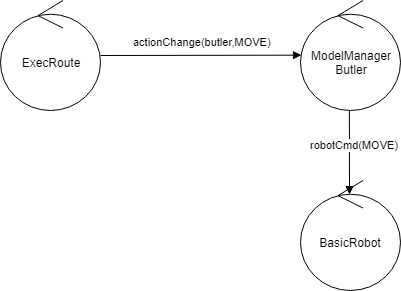 actionChange(butler,MOVE)
ExecRoute
ModelManager
Butler
robotCmd(MOVE)
BasicRobot